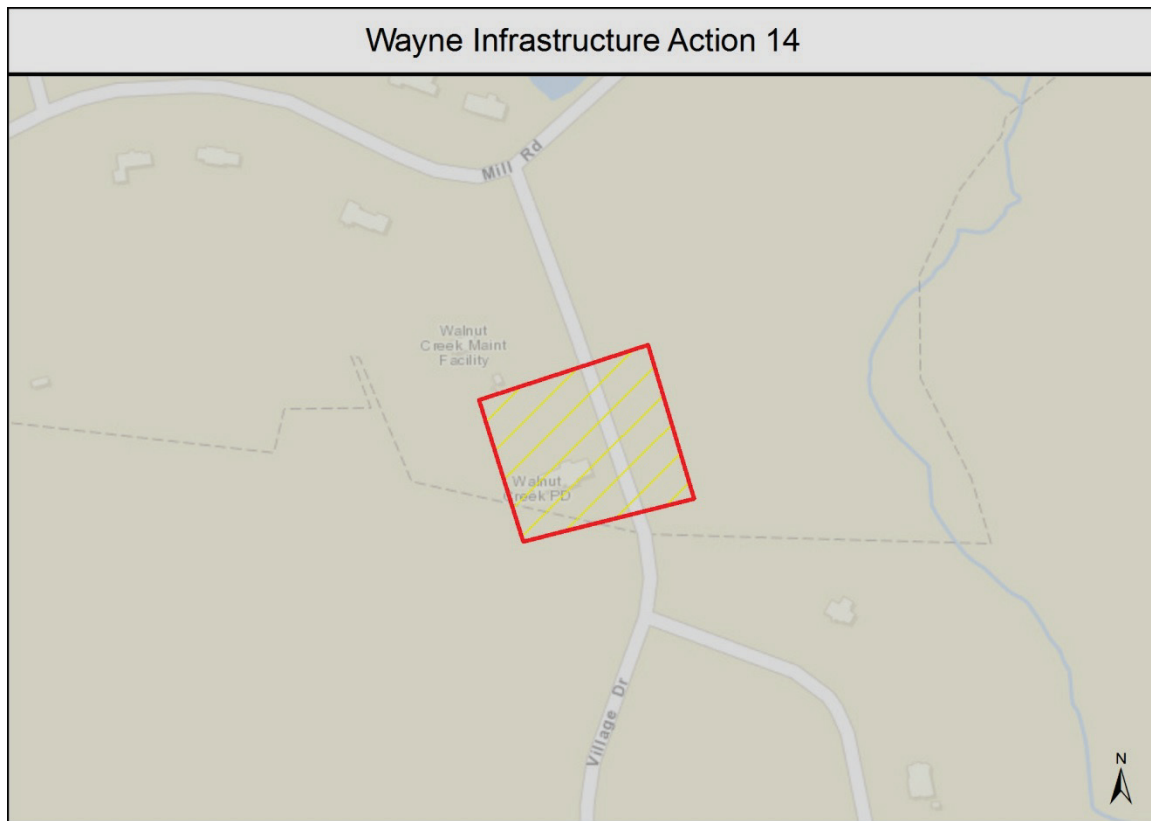 Wayne Infrastructure Action 14
Mill Rd
Walnut
Creek Maint
Facility
Walnut
Creek PD
Village Dr
N